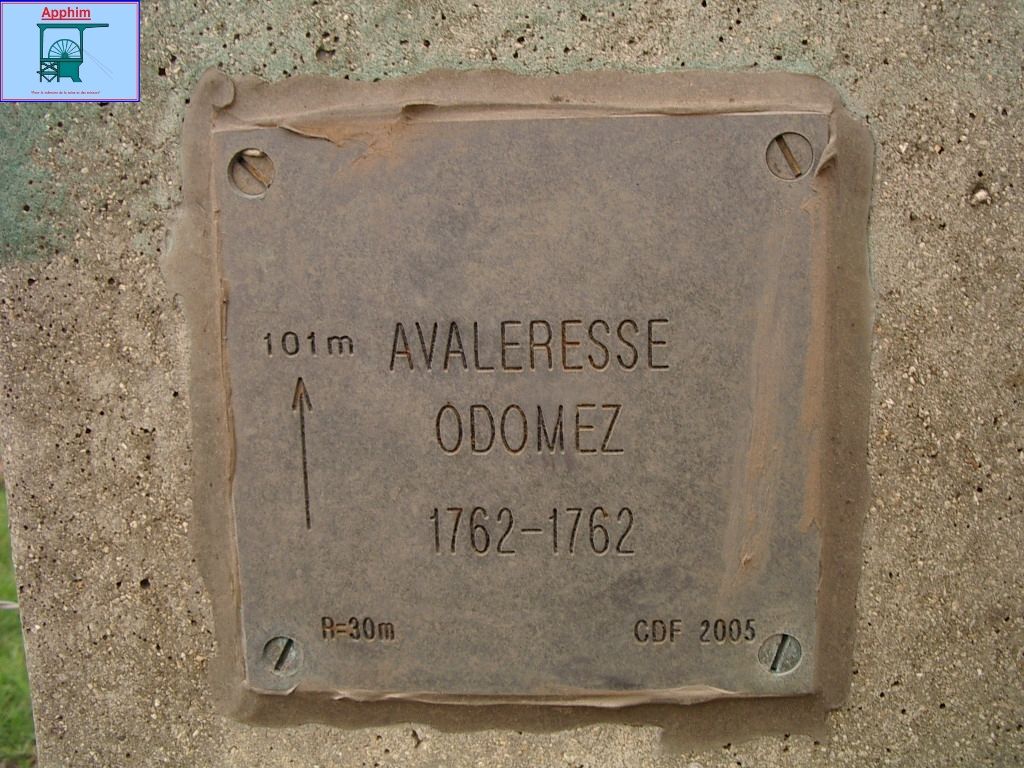 Apphim
101m AVALERESSE
ODOMEZ
1762-1762
R=30m CDF 2005